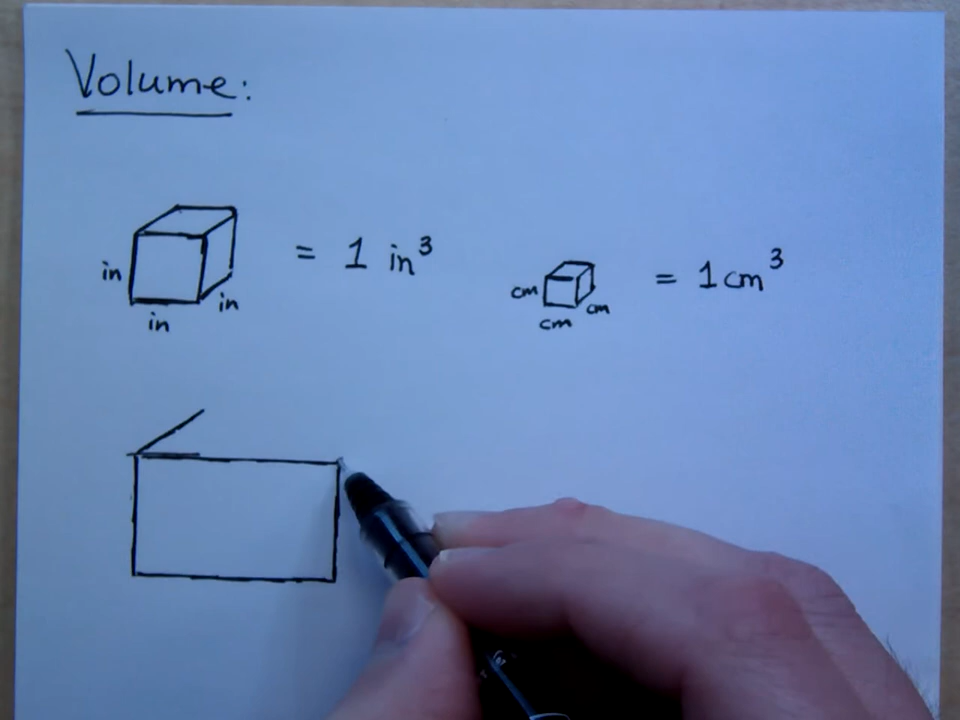 Volume:
in
in
in
= 1 in³
cm
cm
cm
= 1 cm³